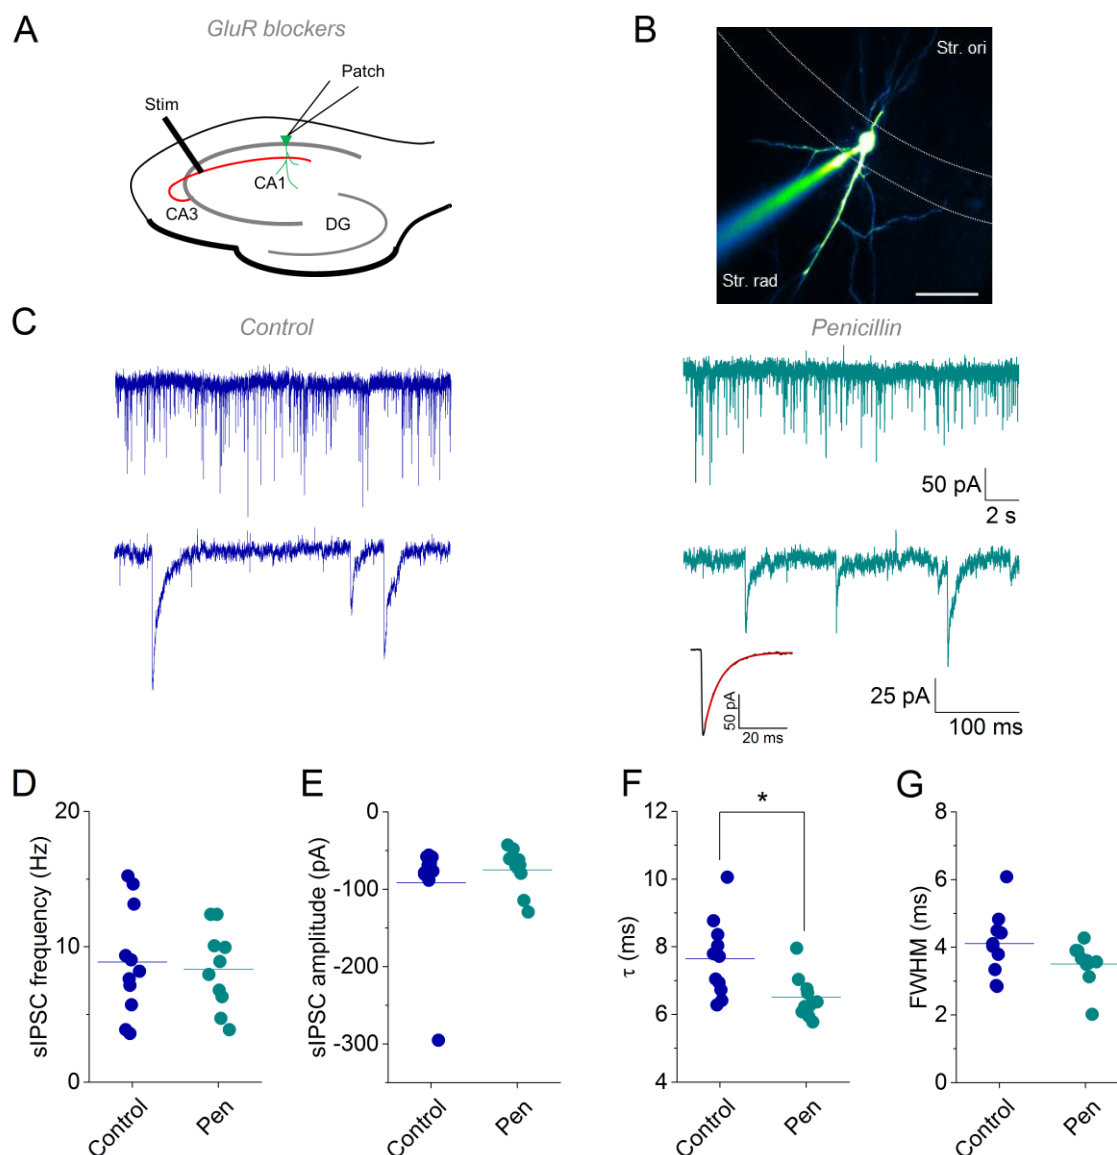 A
GluR blockers
Patch
Stim
CA1
CA3
DG
B
Str. ori
Str. rad
C
Control
Penicillin
50 pA
2 s
25 pA
100 ms
50 pA
20 ms
D
sIPSC frequency (Hz)
20
10
0
Control
Pen
E
sIPSC amplitude (pA)
0
-100
-200
-300
Control
Pen
F
τ (ms)
12
10
8
6
4
*
Control
Pen
G
FWHM (ms)
8
6
4
2
0
Control
Pen